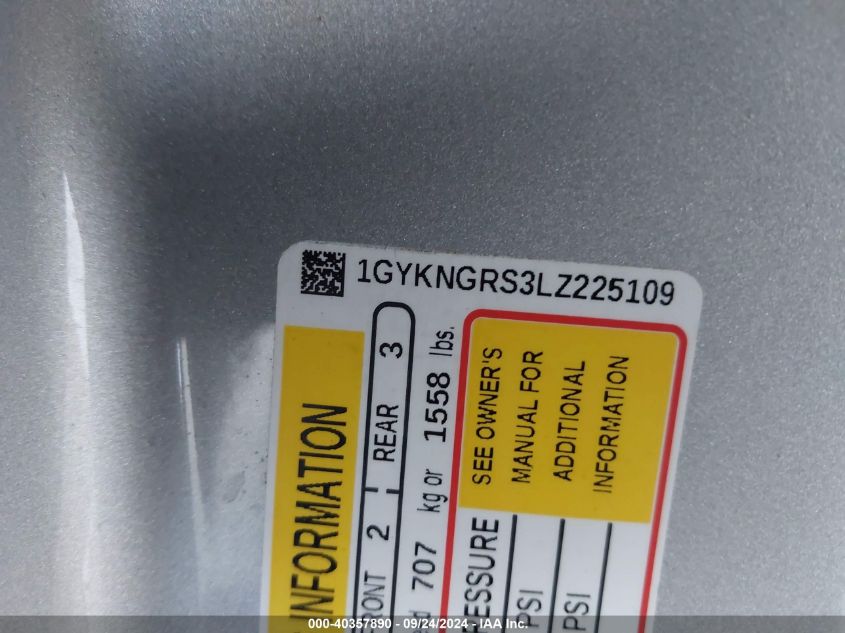 1GYKNGRS3LZ225109
INFORMATION
FRONT 2 REAR 3
707 kg or 1558 lbs.
SEE OWNER'S
MANUAL FOR
ADDITIONAL
INFORMATION
PSI
PSI
000-40357890 - 09/24/2024 - IAA Inc.